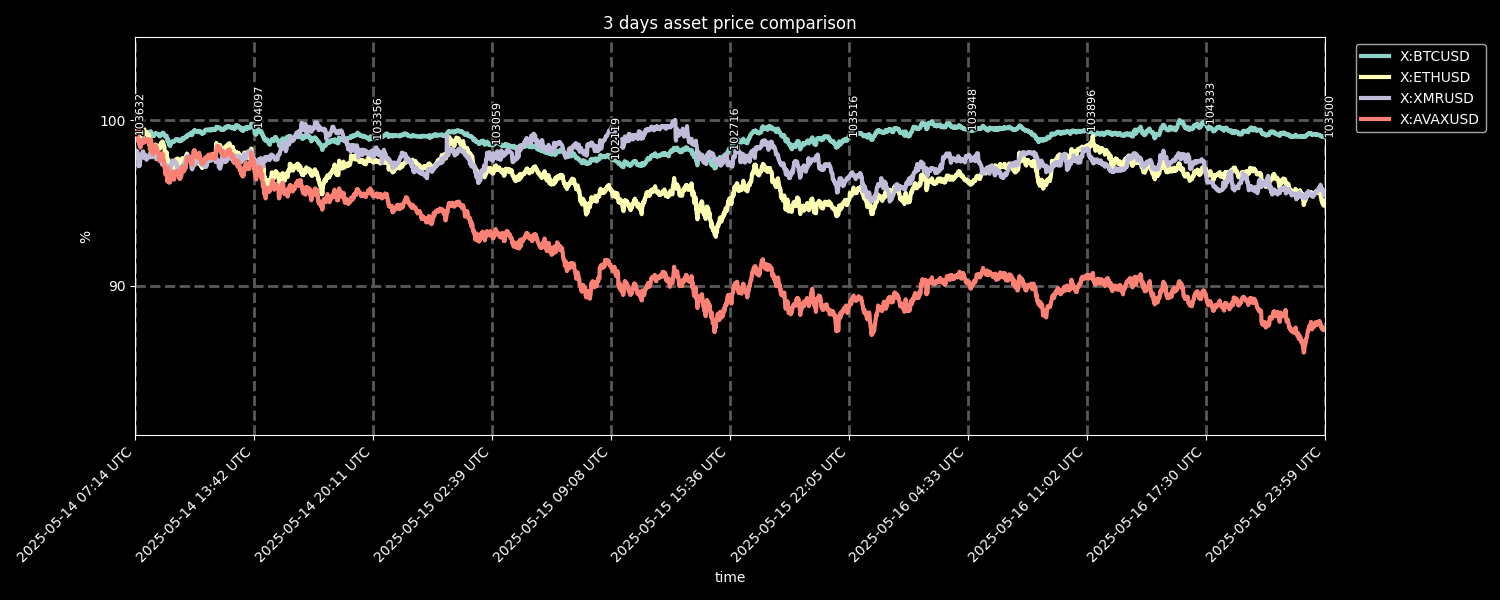 3 days asset price comparison
X:BTCUSD
X:ETHUSD
X:XMRUSD
X:AVAXUSD
100
90
%
103632
104097
103356
103059
102119
102716
103516
103948
103896
104333
103500
2025-05-14 07:14 UTC
2025-05-14 13:42 UTC
2025-05-14 20:11 UTC
2025-05-15 02:39 UTC
2025-05-15 09:08 UTC
2025-05-15 15:36 UTC
2025-05-15 22:05 UTC
2025-05-16 04:33 UTC
2025-05-16 11:02 UTC
2025-05-16 17:30 UTC
2025-05-16 23:59 UTC
time